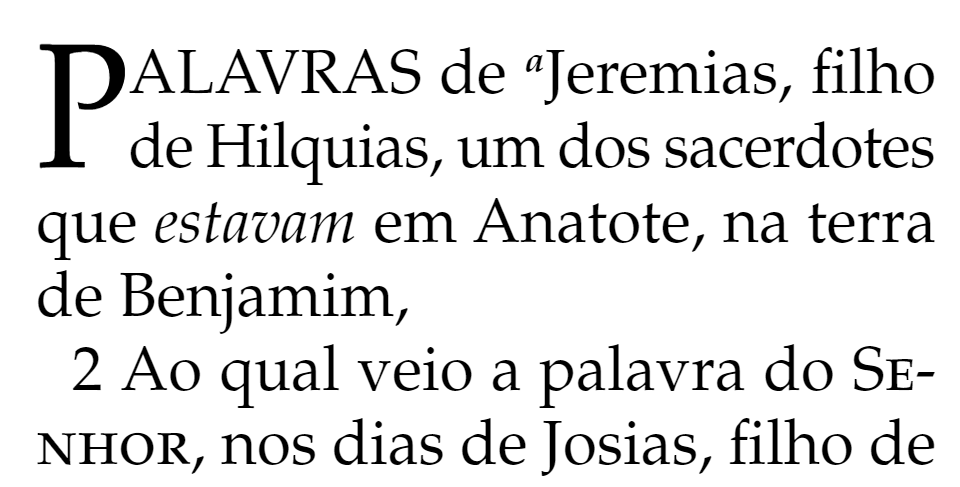 PALAVRAS de ᵃJeremias, filho
de Hilquias, um dos sacerdotes
que estavam em Anatote, na terra
de Benjamim,
2 Ao qual veio a palavra do SE-
NHOR, nos dias de Josias, filho de